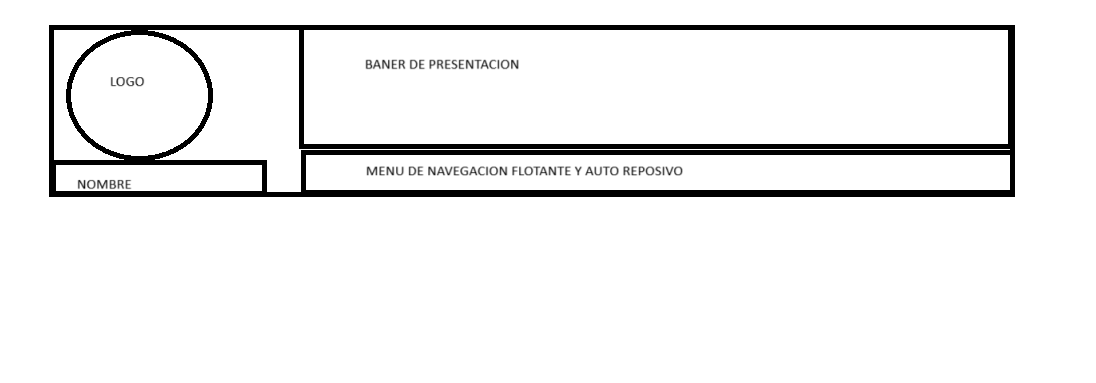 LOGO
BANER DE PRESENTACION
MENU DE NAVEGACION FLOTANTE Y AUTO REPOSIVO
NOMBRE